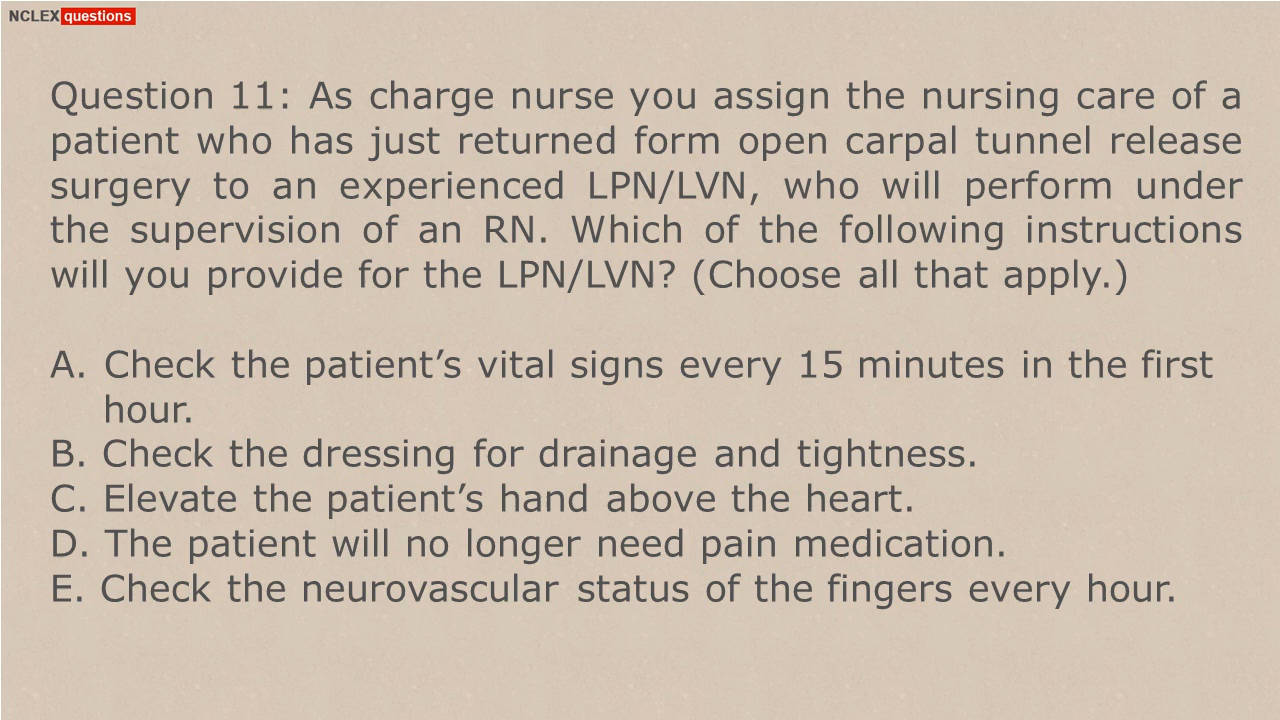 NCLEX questions
Question 11: As charge nurse you assign the nursing care of a
patient who has just returned form open carpal tunnel release
surgery to an experienced LPN/LVN, who will perform under
the supervision of an RN. Which of the following instructions
will you provide for the LPN/LVN? (Choose all that apply.)
A. Check the patient’s vital signs every 15 minutes in the first
hour.
B. Check the dressing for drainage and tightness.
C. Elevate the patient’s hand above the heart.
D. The patient will no longer need pain medication.
E. Check the neurovascular status of the fingers every hour.